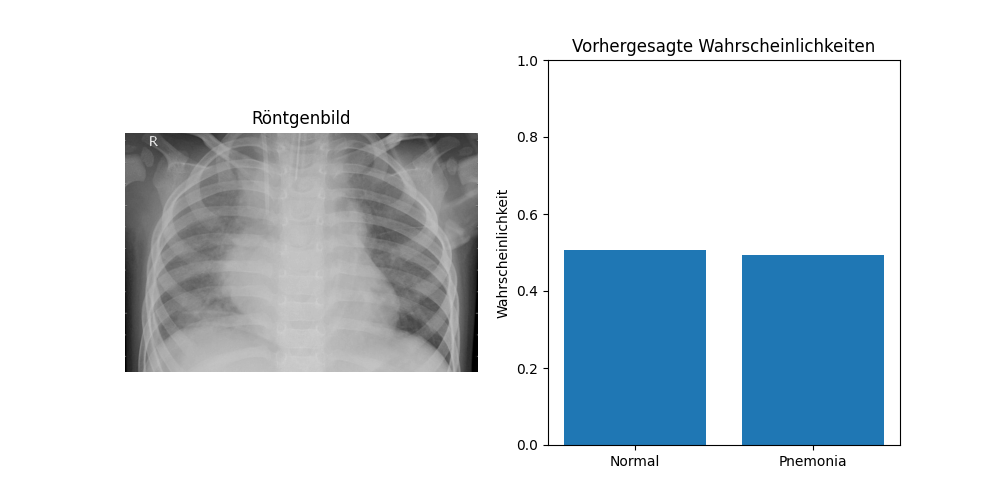 Röntgenbild
R
Vorhergesagte Wahrscheinlichkeiten
Wahrscheinlichkeit
1.0
0.8
0.6
0.4
0.2
0.0
Normal
Pnemonia